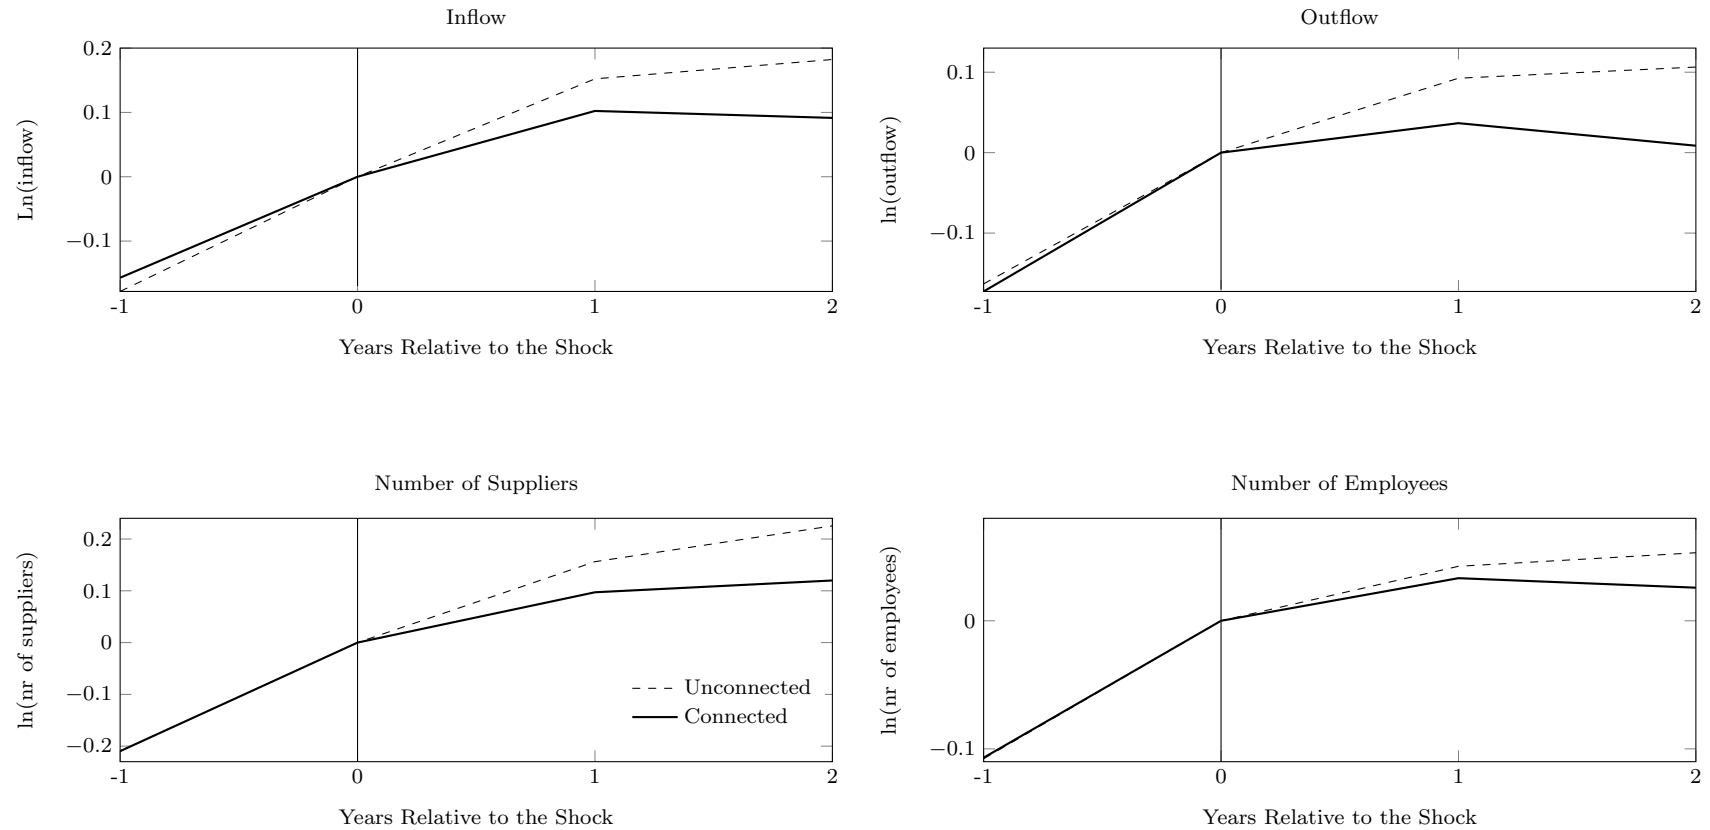 Inflow
0.2
0.1
0
−0.1
Ln(inflow)
-1 0 1 2
Years Relative to the Shock
Outflow
0.1
0
−0.1
ln(outflow)
-1 0 1 2
Years Relative to the Shock
Number of Suppliers
0.2
0.1
0
−0.1
−0.2
ln(nr of suppliers)
Unconnected
Connected
-1 0 1 2
Years Relative to the Shock
Number of Employees
0
−0.1
ln(nr of employees)
-1 0 1 2
Years Relative to the Shock